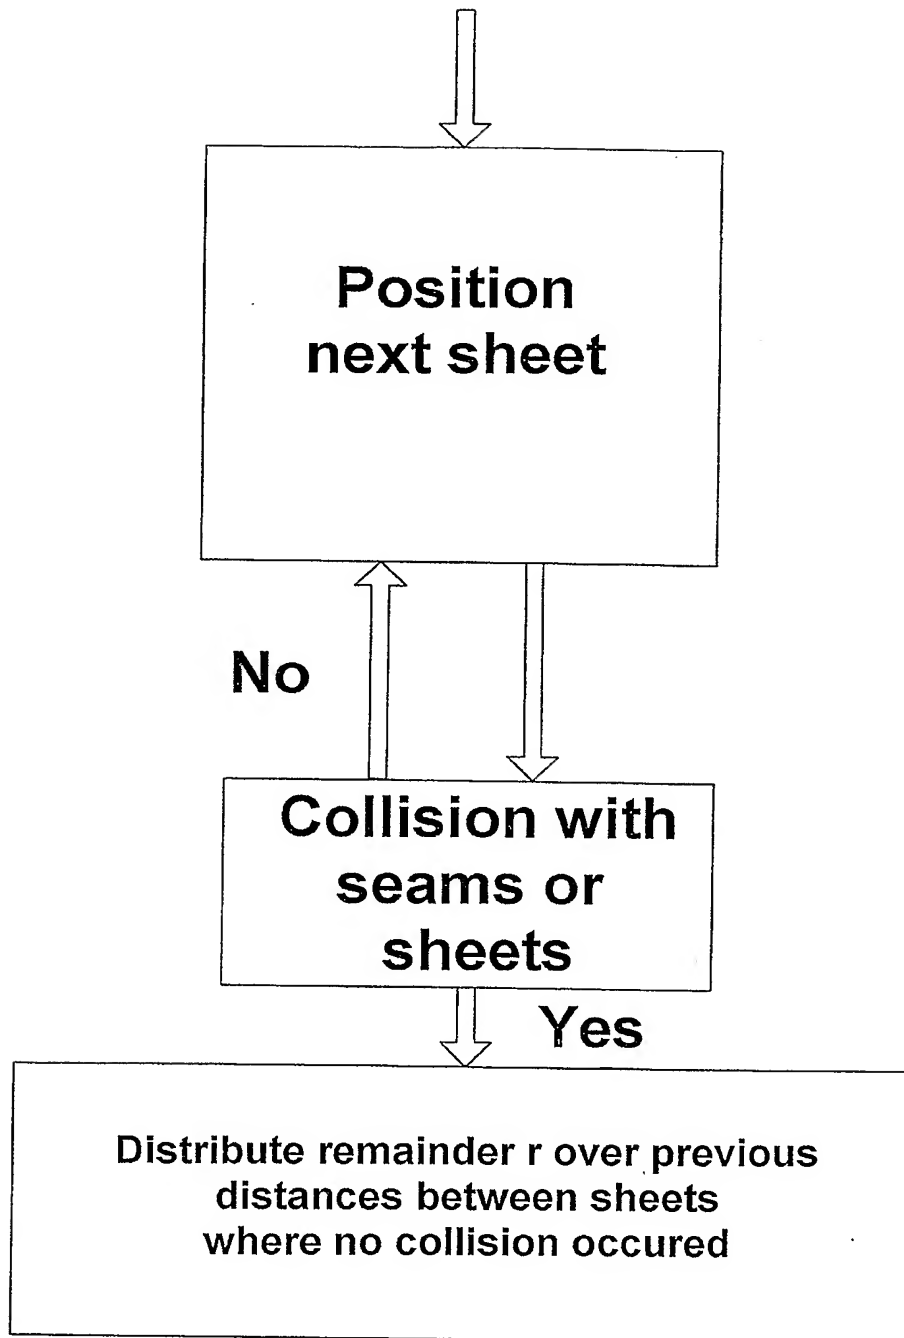 Position
next sheet
No
Collision with
seams or
sheets
Yes
Distribute remainder r over previous
distances between sheets
where no collision occured